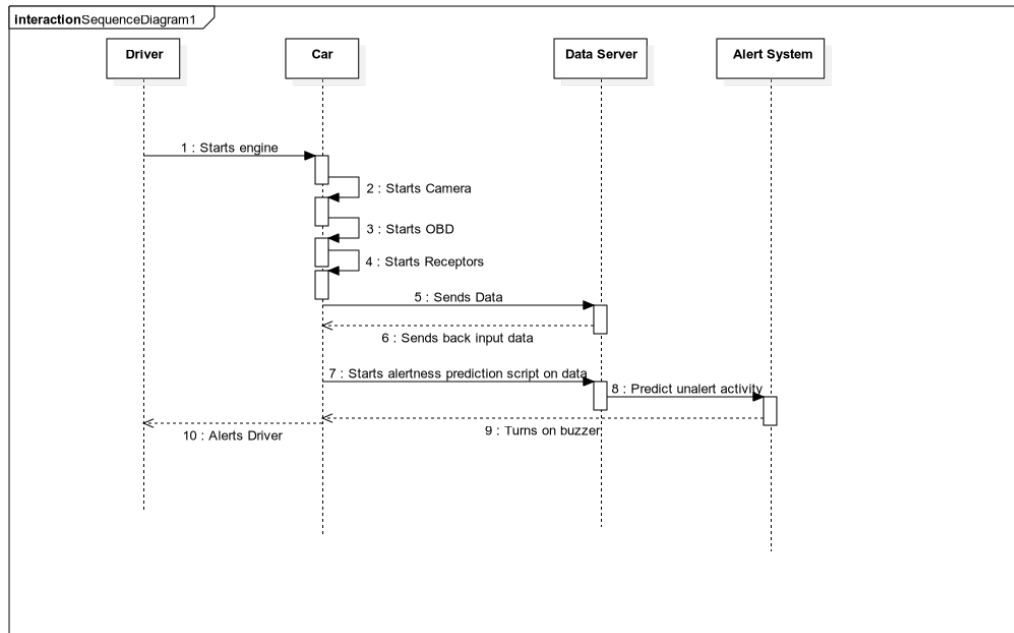 interactionSequenceDiagram1
Driver
Car
Data Server
Alert System
1 : Starts engine
2 : Starts Camera
3 : Starts OBD
4 : Starts Receptors
5 : Sends Data
6 : Sends back input data
7 : Starts alertness prediction script on data
8 : Predict unalert activity
9 : Turns on buzzer
10 : Alerts Driver